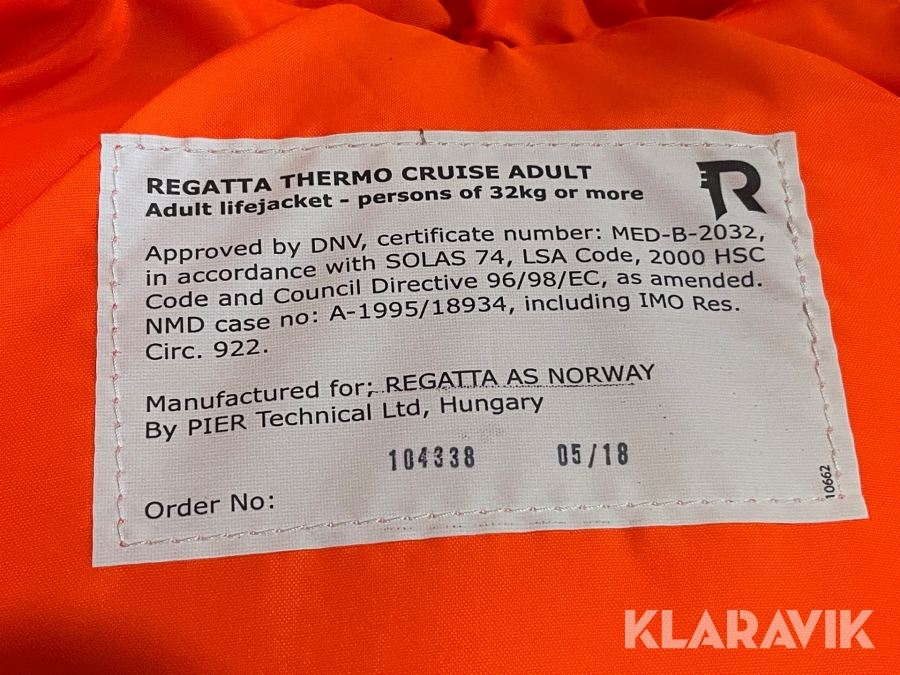 REGATTA THERMO CRUISE ADULT
Adult lifejacket - persons of 32kg or more
R
Approved by DNV, certificate number: MED-B-2032,
in accordance with SOLAS 74, LSA Code, 2000 HSC
Code and Council Directive 96/98/EC, as amended.
NMD case no: A-1995/18934, including IMO Res.
Circ. 922.
Manufactured for; REGATTA AS NORWAY
By PIER Technical Ltd, Hungary
104338 05/18
Order No:
10662
KLARAVIK